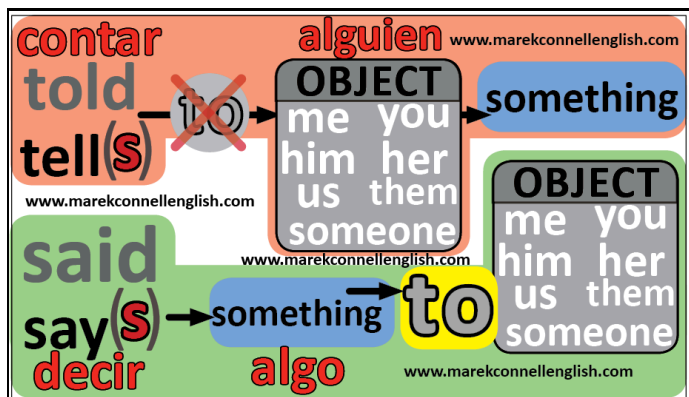 contar
told
tell(s)
to
alguien
OBJECT
me you
him her
us them
someone
www.marekconnellenglish.com
something
www.marekconnellenglish.com
www.marekconnellenglish.com
said
say(s)
decir
something
algo
to
OBJECT
me you
him her
us them
someone
www.marekconnellenglish.com